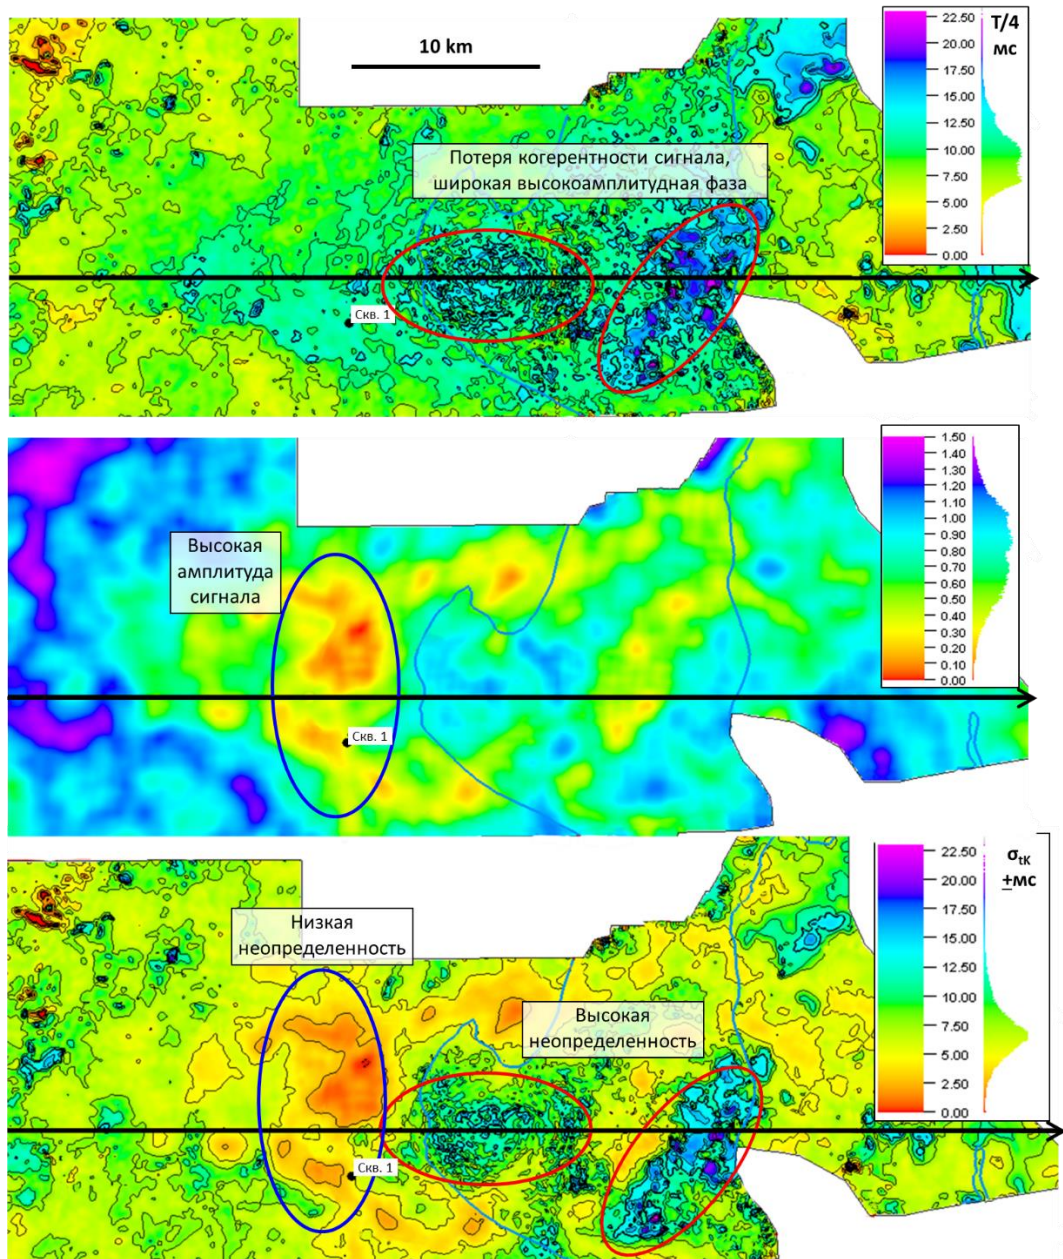 10 km
22.50
20.00
17.50
15.00
12.50
10.00
7.50
5.00
2.50
0.00
T/4
мс
Потеря когерентности сигнала,
широкая высокоамплитудная фаза
Скв. 1
1.50
1.40
1.30
1.20
1.10
1.00
0.90
0.80
0.70
0.60
0.50
0.40
0.30
0.20
0.10
0.00
Высокая
амплитуда
сигнала
Скв. 1
22.50
20.00
17.50
15.00
12.50
10.00
7.50
5.00
2.50
0.00
σtK
±мс
Низкая
неопределенность
Высокая
неопределенность
Скв. 1